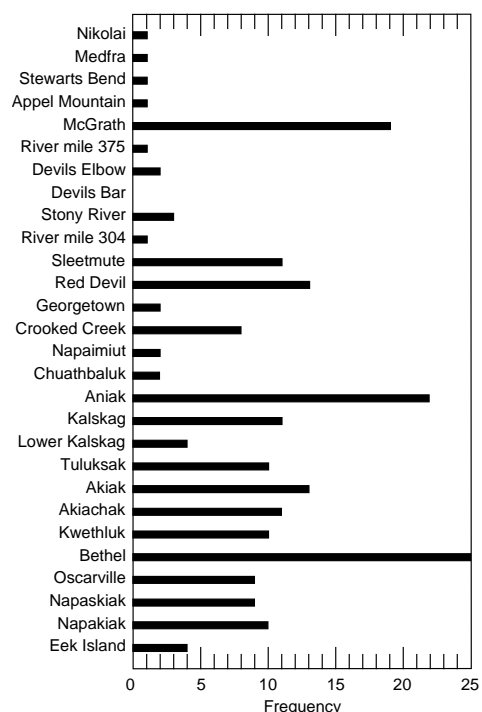 Nikolai
Medfra
Stewarts Bend
Appel Mountain
McGrath
River mile 375
Devils Elbow
Devils Bar
Stony River
River mile 304
Sleetmute
Red Devil
Georgetown
Crooked Creek
Napaimiut
Chuathbaluk
Aniak
Kalskag
Lower Kalskag
Tuluksak
Akiak
Akiachak
Kwethluk
Bethel
Oscarville
Napaskiak
Napakiak
Eek Island
0 5 10 15 20 25
Frequency